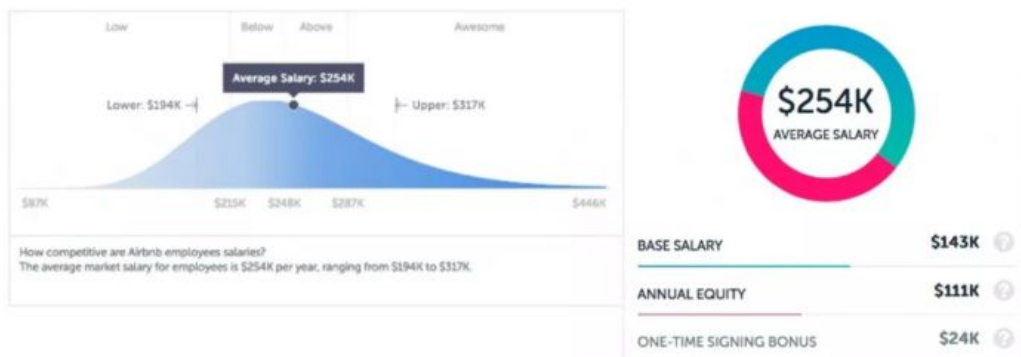 Low Below Above Awesome
Average Salary: $254K
Lower: $194K
Upper: $317K
$87K $215K $248K $287K $446K
How competitive are Airbnb employees salaries?
The average market salary for employees is $254K per year, ranging from $194K to $317K.
$254K
AVERAGE SALARY
BASE SALARY $143K ?
ANNUAL EQUITY $111K ?
ONE-TIME SIGNING BONUS $24K ?